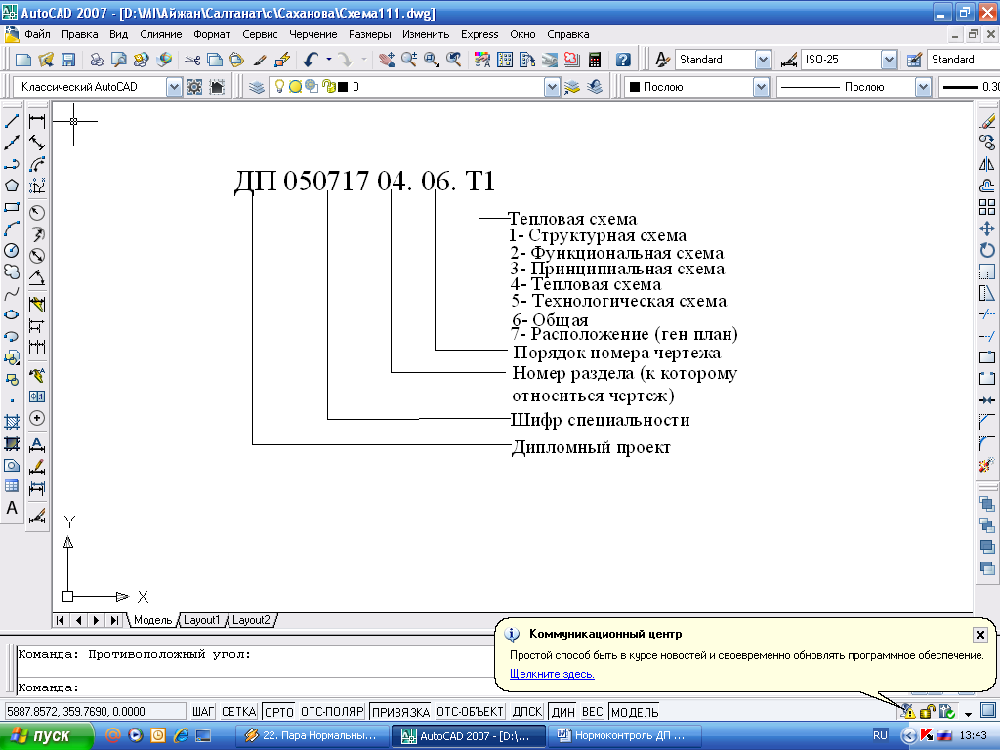 AutoCAD 2007 - [D:\MI\Айжан\Салтанат\с\Саханова\Схема111.dwg]
Файл Правка Вид Слияние Формат Сервис Черчение Размеры Изменить Express Окно Справка
Standard ISO-25 Standard
Классический AutoCAD 0 Послою Послою 0.30
ДП 050717 04. 06. Т1
Тепловая схема
1- Структурная схема
2- Функциональная схема
3- Принципиальная схема
4- Тепловая схема
5- Технологическая схема
6- Общая
7- Расположение (ген план)
Порядок номера чертежа
Номер раздела (к которому
относиться чертеж)
Шифр специальности
Дипломный проект
Y
X
Модель Layout1 Layout2
Коммуникационный центр
Простой способ быть в курсе новостей и своевременно обновлять программное обеспечение.
Щелкните здесь.
Команда: Противоположный угол:
Команда:
5887.8572, 359.7690, 0.0000 ШАГ СЕТКА ОРТО ОТС-ПОЛЯР ПРИВЯЗКА ОТС-ОБЪЕКТ ДПСК ДИН ВЕС МОДЕЛЬ
пуск 22. Пара Нормальны... AutoCAD 2007 - [D:\... Нормоконтроль ДП ... RU 13:43